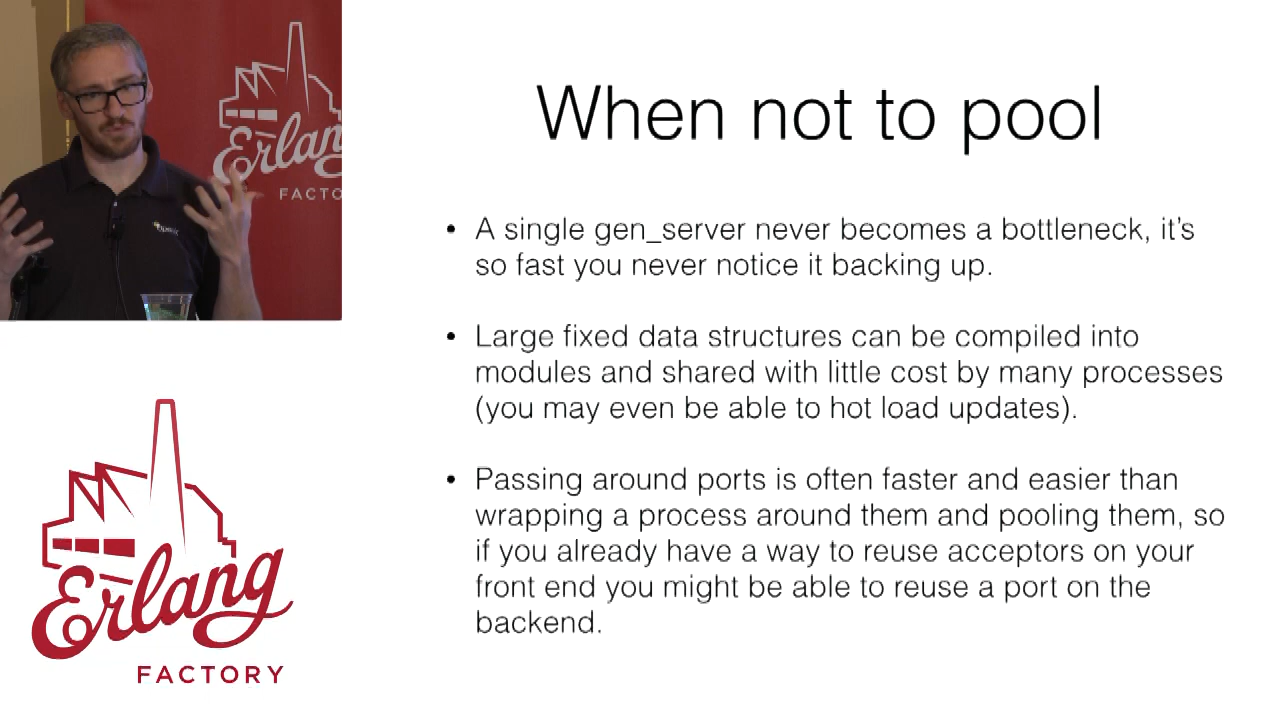 Erlang
FACTO
When not to pool
• A single gen_server never becomes a bottleneck, it's
so fast you never notice it backing up.
• Large fixed data structures can be compiled into
modules and shared with little cost by many processes
(you may even be able to hot load updates).
• Passing around ports is often faster and easier than
wrapping a process around them and pooling them, so
if you already have a way to reuse acceptors on your
front end you might be able to reuse a port on the
backend.
Erlang
FACTORY